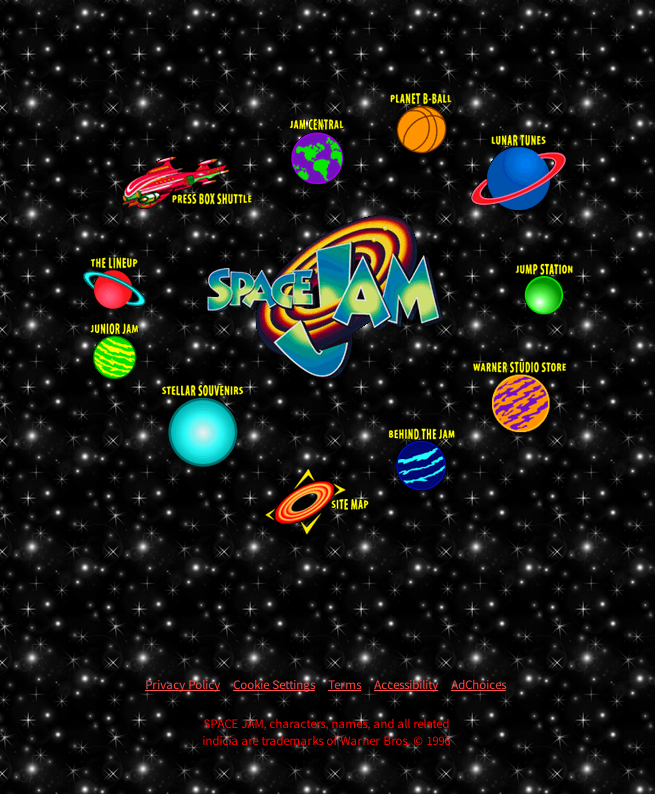 PLANET B-BALL
JAM CENTRAL
LUNAR TUNES
PRESS BOX SHUTTLE
THE LINEUP
SPACE JAM
JUMP STATION
JUNIOR JAM
WARNER STUDIO STORE
STELLAR SOUVENIRS
BEHIND THE JAM
SITE MAP
Privacy Policy Cookie Settings Terms Accessibility AdChoices
SPACE JAM, characters, names, and all related
indicia are trademarks of Warner Bros. © 1996